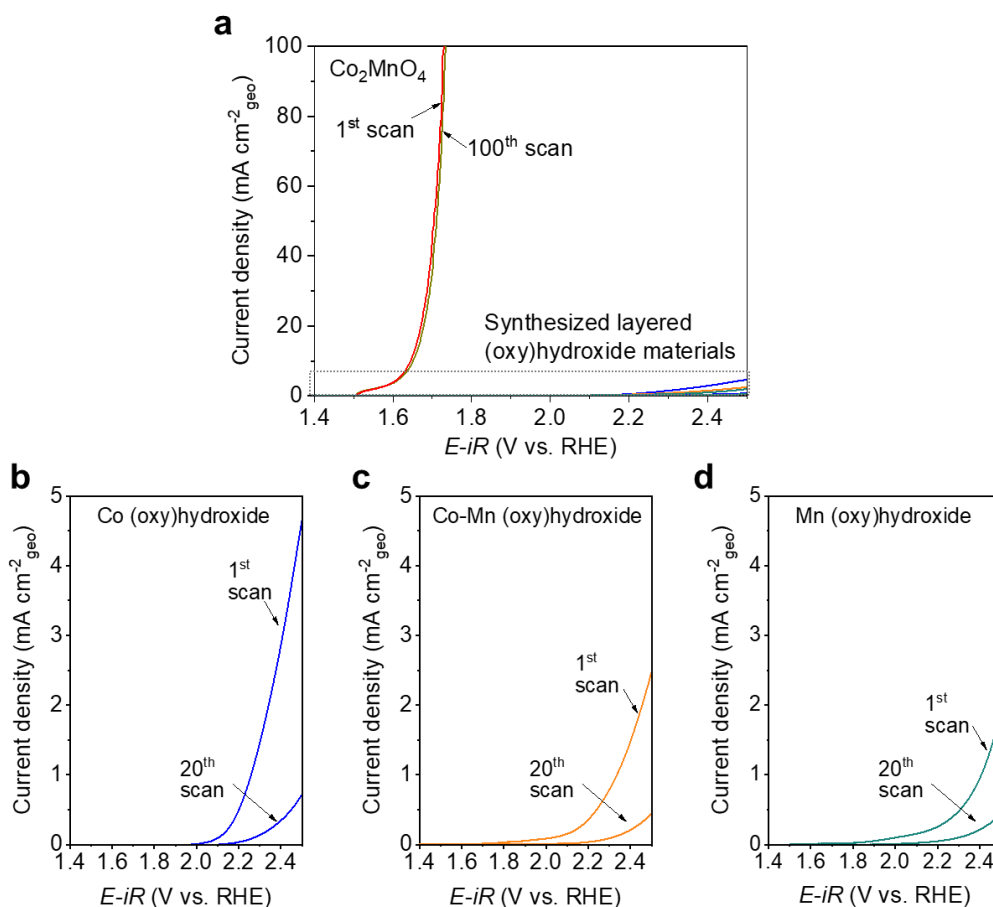 a
Co₂MnO₄
1ˢᵗ scan
100ᵗʰ scan
Synthesized layered
(oxy)hydroxide materials
Current density (mA cm⁻²geo)
100
80
60
40
20
0
1.4 1.6 1.8 2.0 2.2 2.4
E-iR (V vs. RHE)
b
Co (oxy)hydroxide
1ˢᵗ
scan
20ᵗʰ
scan
Current density (mA cm⁻²geo)
5
4
3
2
1
0
1.4 1.6 1.8 2.0 2.2 2.4
E-iR (V vs. RHE)
c
Co-Mn (oxy)hydroxide
1ˢᵗ
scan
20ᵗʰ
scan
Current density (mA cm⁻²geo)
5
4
3
2
1
0
1.4 1.6 1.8 2.0 2.2 2.4
E-iR (V vs. RHE)
d
Mn (oxy)hydroxide
1ˢᵗ
scan
20ᵗʰ
scan
Current density (mA cm⁻²geo)
5
4
3
2
1
0
1.4 1.6 1.8 2.0 2.2 2.4
E-iR (V vs. RHE)